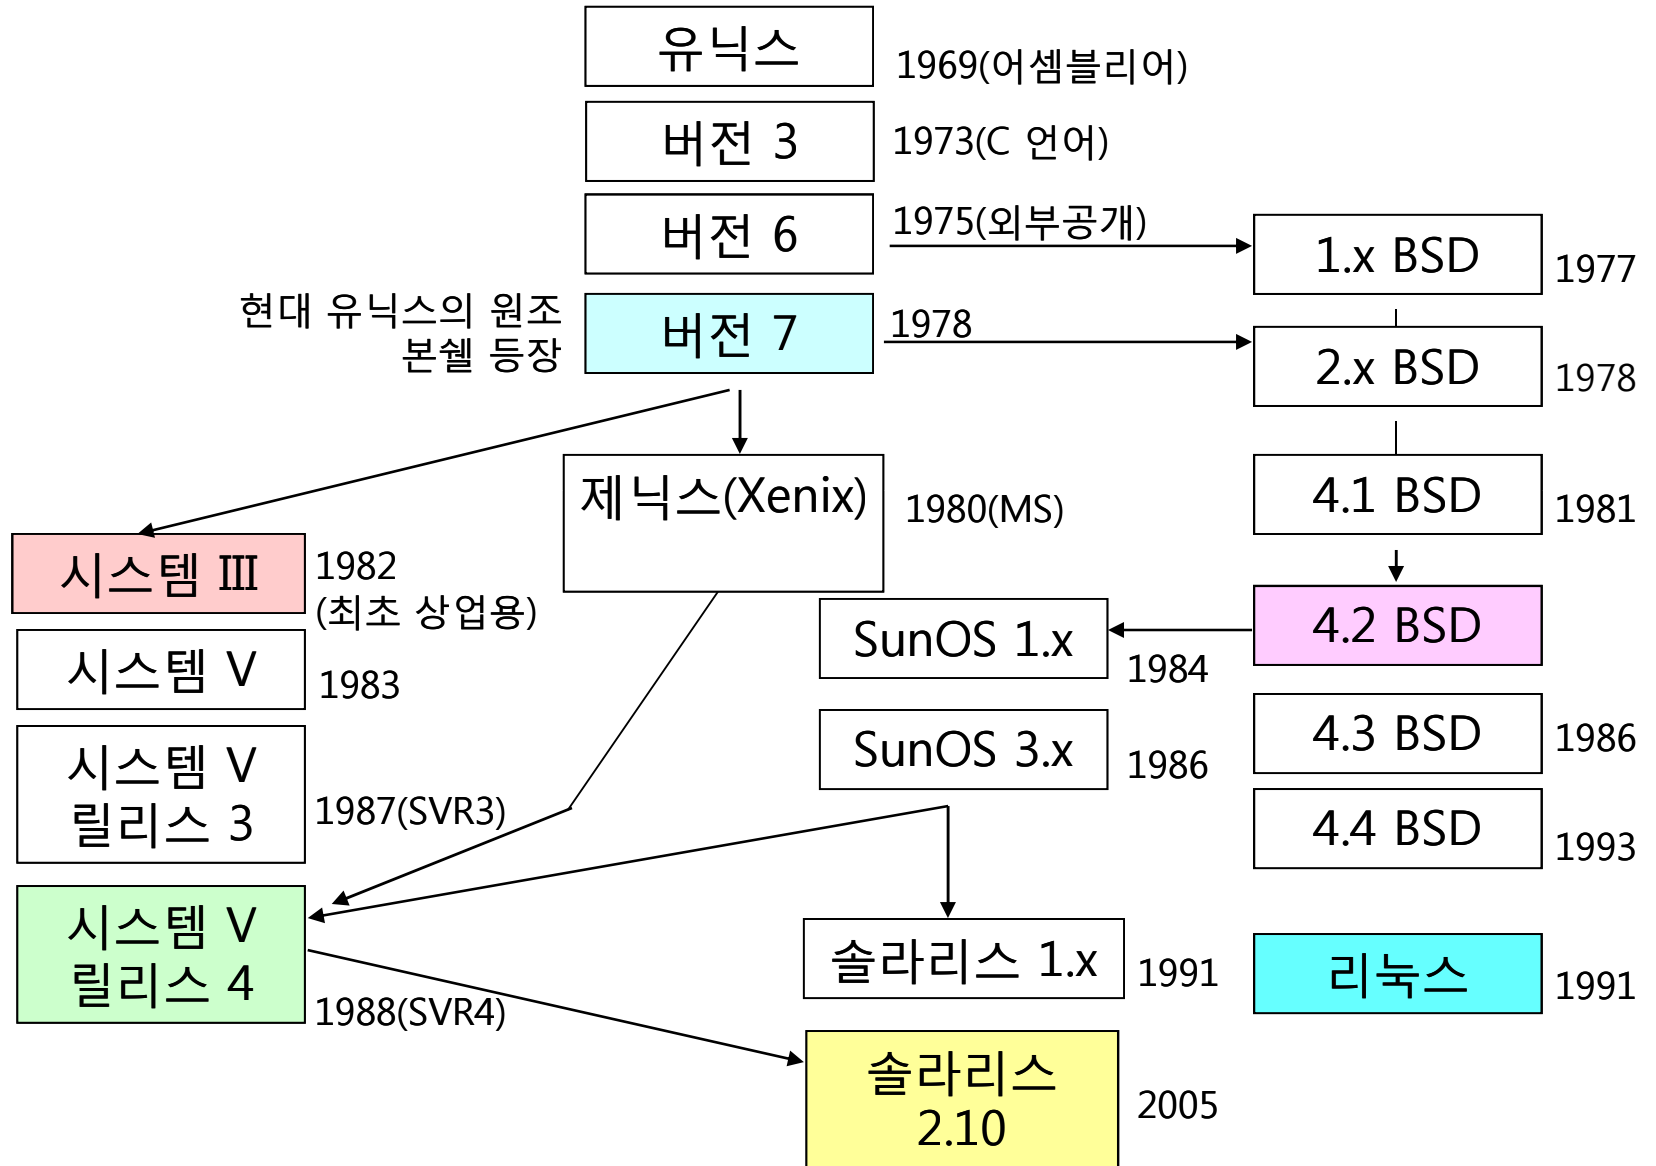 유닉스
1969(어셈블리어)
버전 3
1973(C 언어)
버전 6
1975(외부공개)
1.x BSD
1977
현대 유닉스의 원조
본쉘 등장
버전 7
1978
2.x BSD
1978
제닉스(Xenix)
1980(MS)
4.1 BSD
1981
시스템 III
1982
(최초 상업용)
SunOS 1.x
1984
4.2 BSD
시스템 V
1983
SunOS 3.x
1986
4.3 BSD
1986
시스템 V
릴리스 3
1987(SVR3)
4.4 BSD
1993
시스템 V
릴리스 4
1988(SVR4)
솔라리스 1.x
1991
리눅스
1991
솔라리스
2.10
2005